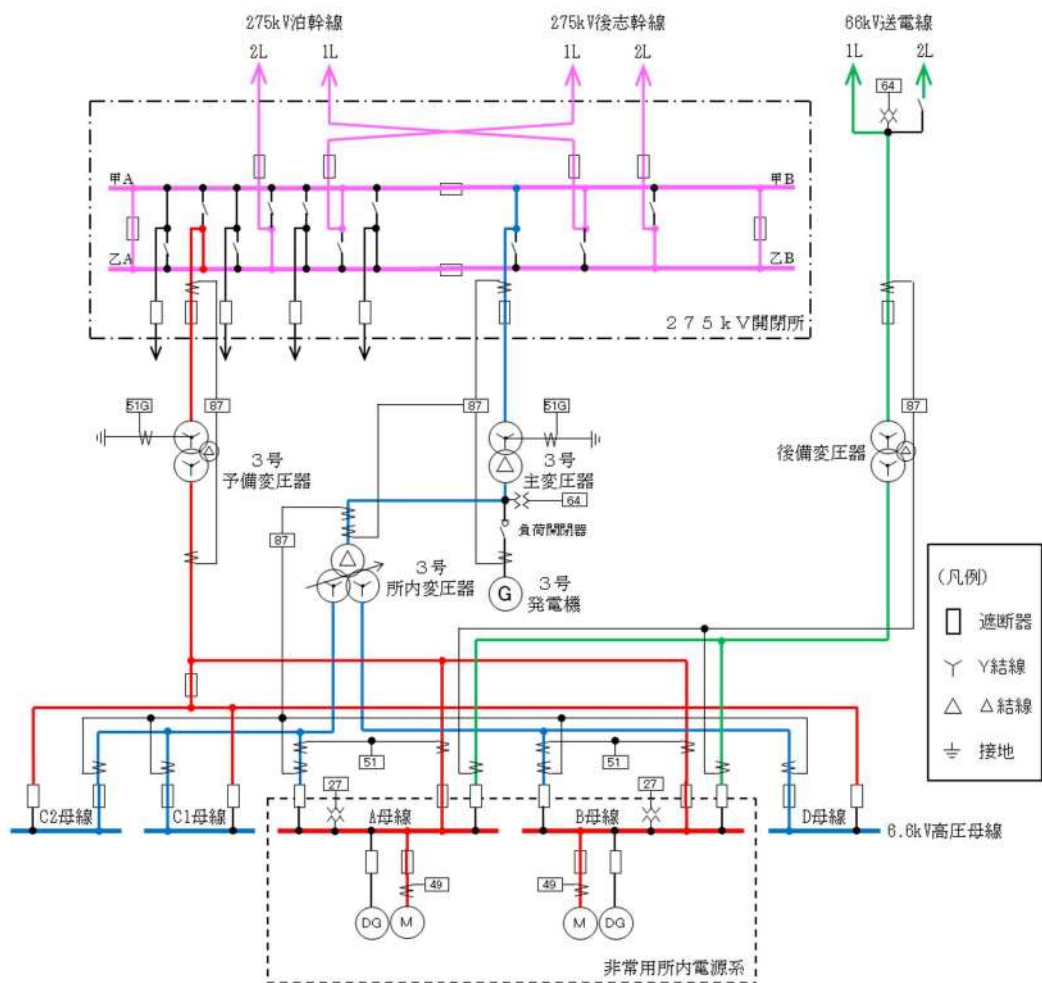 275kV泊幹線 275kV後志幹線 66kV送電線
2L 1L 1L 2L 1L 2L
64
甲A 甲B
乙A 乙B
275kV開閉所
51G 87 87 51G 87
3号
予備変圧器
3号
主変圧器
後備変圧器
64
負荷開閉器
87
3号
所内変圧器
G
3号
発電機
(凡例)
遮断器
Y結線
△結線
接地
51 51
27 27
C2母線 C1母線 A母線 B母線 D母線
6.6kV高圧母線
49 49
DG M M DG
非常用所内電源系